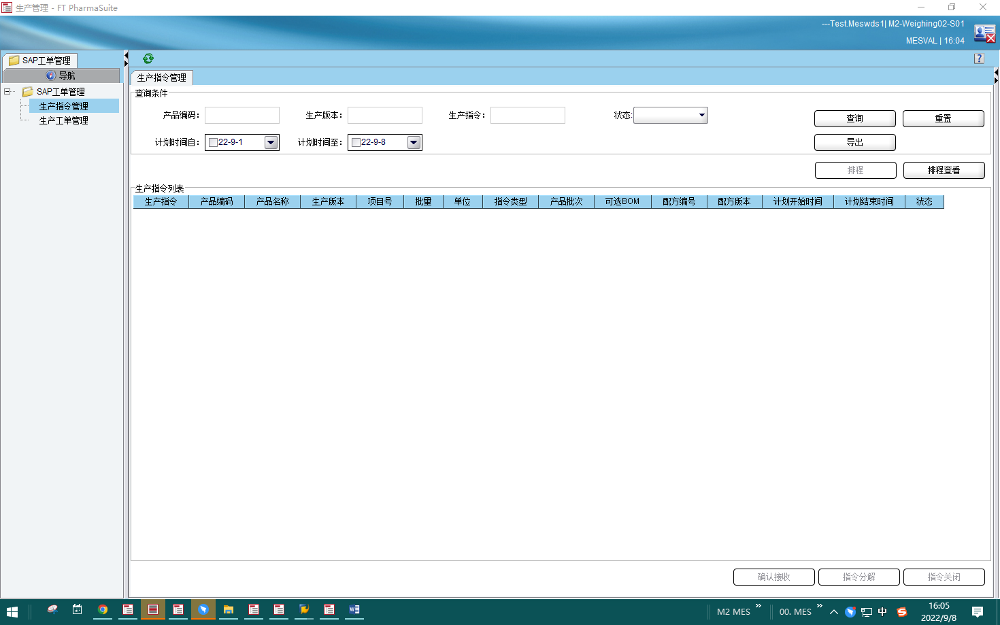 生产管理 - FT PharmaSuite
---Test.Meswds1| M2-Weighing02-S01
MESVAL | 16:04
SAP工单管理
导航
SAP工单管理
生产指令管理
生产工单管理
?
生产指令管理
查询条件
产品编码： 生产版本： 生产指令： 状态: 查询 重置
计划时间自： 22-9-1 计划时间至： 22-9-8 导出
排程 排程查看
生产指令列表
生产指令 产品编码 产品名称 生产版本 项目号 批量 单位 指令类型 产品批次 可选BOM 配方编号 配方版本 计划开始时间 计划结束时间 状态
确认接收 指令分解 指令关闭
M2 MES 00. MES 中 16:05
2022/9/8